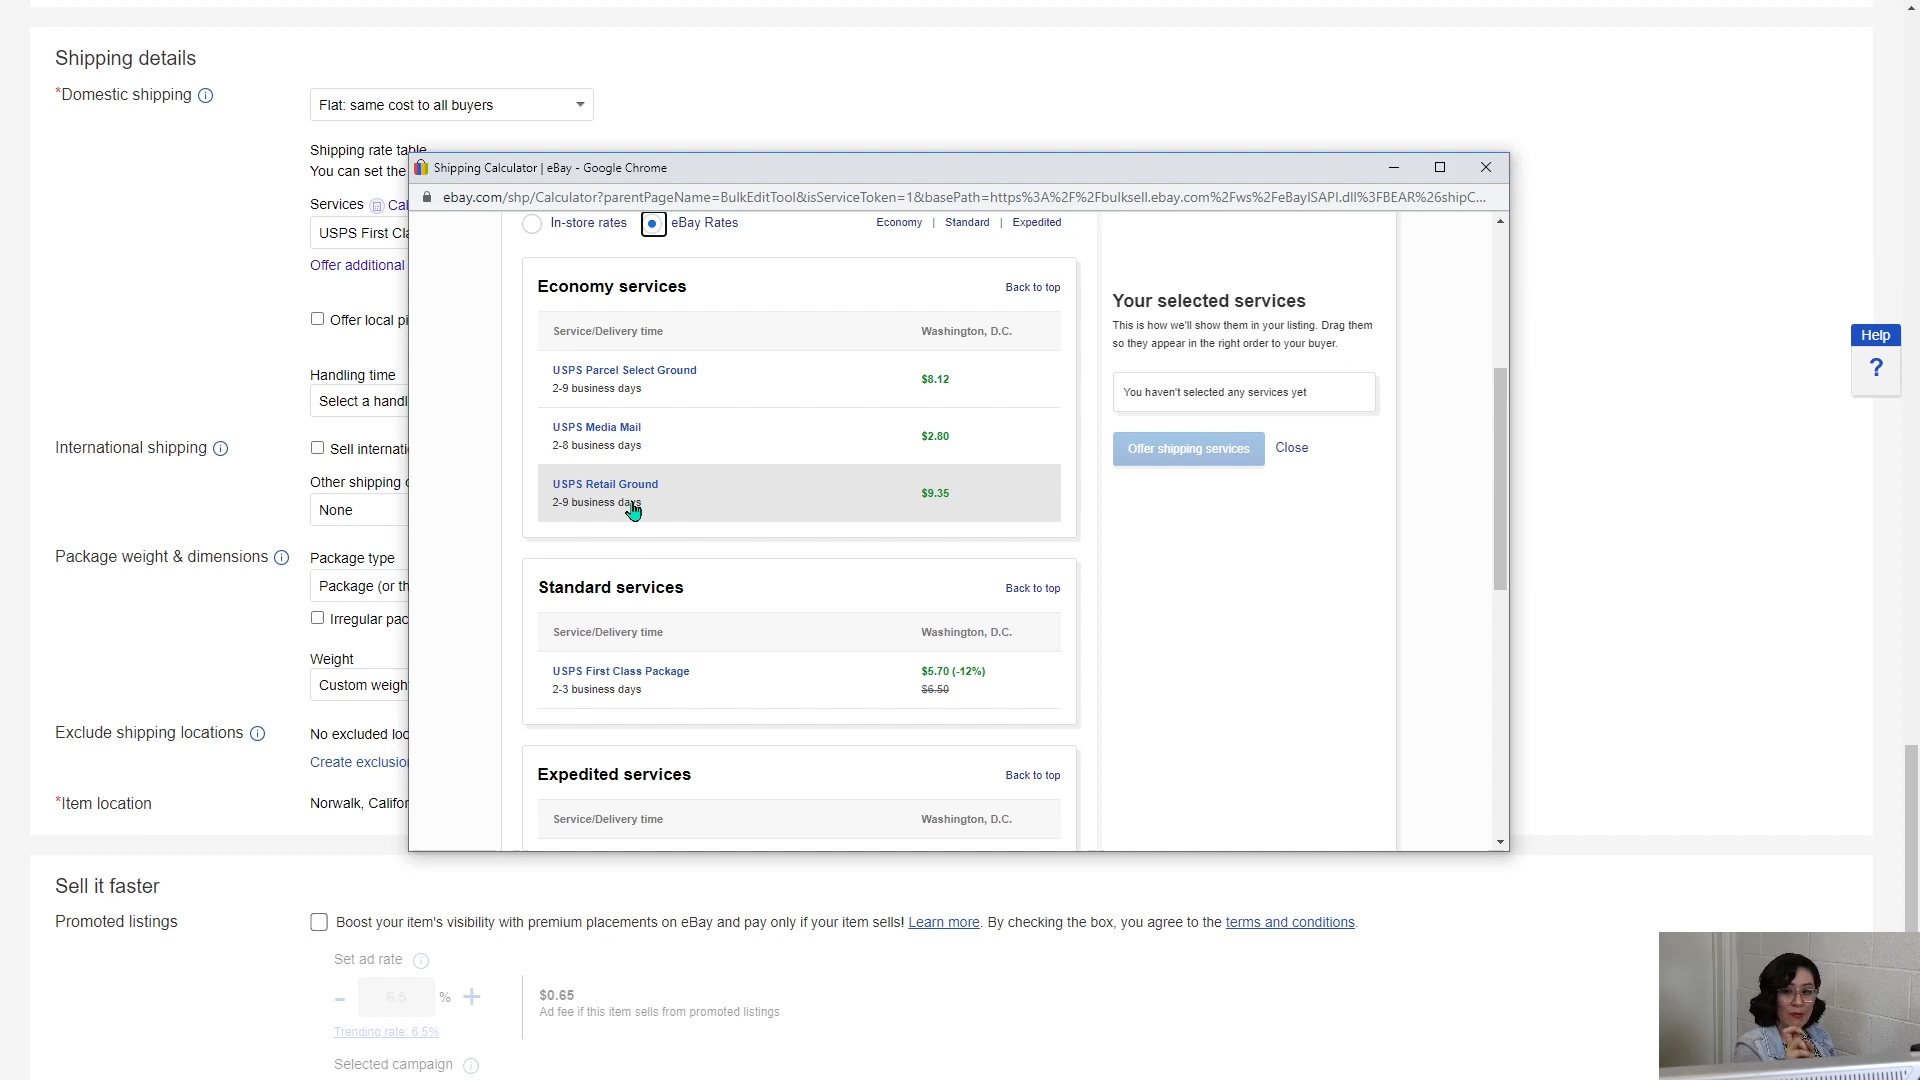 Shipping details
*Domestic shipping
Flat: same cost to all buyers
Shipping rate table
You can set the
Services Cal
USPS First Cla
Offer additional
Offer local pi
Handling time
Select a handl
International shipping
Sell internatio
Other shipping o
None
Package weight & dimensions
Package type
Package (or th
Irregular pac
Weight
Custom weigh
Exclude shipping locations
No excluded loc
Create exclusion
*Item location
Norwalk, Califor
Shipping Calculator | eBay - Google Chrome
ebay.com/shp/Calculator?parentPageName=BulkEditTool&isServiceToken=1&basePath=https%3A%2F%2Fbulksell.ebay.com%2Fws%2FeBayISAPI.dll%3FBEAR%26shipC...
In-store rates
eBay Rates
Economy | Standard | Expedited
Economy services
Back to top
Service/Delivery time
Washington, D.C.
USPS Parcel Select Ground
2-9 business days
$8.12
USPS Media Mail
2-8 business days
$2.80
USPS Retail Ground
2-9 business days
$9.35
Standard services
Back to top
Service/Delivery time
Washington, D.C.
USPS First Class Package
2-3 business days
$5.70 (-12%)
$6.50
Expedited services
Back to top
Service/Delivery time
Washington, D.C.
Your selected services
This is how we'll show them in your listing. Drag them
so they appear in the right order to your buyer.
You haven't selected any services yet
Offer shipping services
Close
Help
?
Sell it faster
Promoted listings
Boost your item's visibility with premium placements on eBay and pay only if your item sells! Learn more. By checking the box, you agree to the terms and conditions.
Set ad rate
- 6.5 % +
Trending rate: 6.5%
$0.65
Ad fee if this item sells from promoted listings
Selected campaign